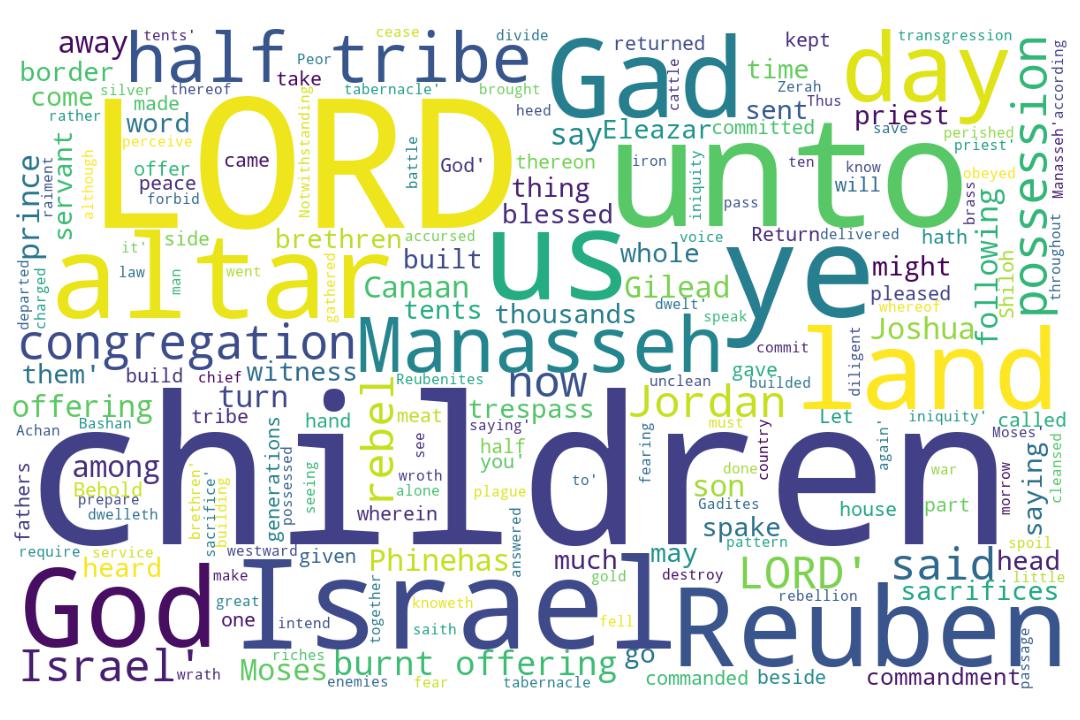 away tents' half tribe cease Peor take divide Gad returned cattle kept day transgression
border silver thereof tabernacle' brought heed time Zerah Thus
come made rather word perceive LORD Notwithstanding came battle God' say Eleazar committed sent priest save perished priest' possession Manasseh' according
servant although offer peace forbid thereon thing blessed unto iron iniquity pass ten know will obeyed brass
prince raiment it' side altar brethren accursed us voice whole Return delivered hath following Shiloh throughout
departed charged law man went gathered built Canaan tents Gilead dwelt' speak ye might pleased whereof
congregation thousands Manasseh commit Joshua land diligent
them' build chief witness Reubenites now unclean gave builded
offering turn tribe hand rebel meat trespass Jordan Let iniquity' called
Achan Bashan children saying' half you' see fearing must country again' Moses'
fathers among Behold prepare dwelleth generations possessed seeing wroth alone plague to' done son war morrow saying cleansed
brethren' building sacrifice' wherein answered Gadites spake pattern house part
require service heard westward given Phinehas much may LORD' said head spoil little
God make great one Israel intend together knoweth saith gold fell destroy rebellion Reuben sacrifices
Israel' wrath Moses riches enemies burnt offering fear tabernacle go commanded beside commandment passage